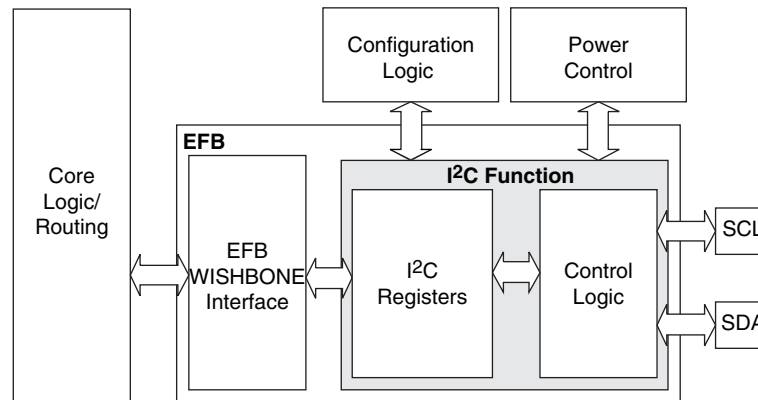 Configuration
Logic
Power
Control
EFB
Core
Logic/
Routing
I²C Function
EFB
WISHBONE
Interface
I²C
Registers
Control
Logic
SCL
SDA